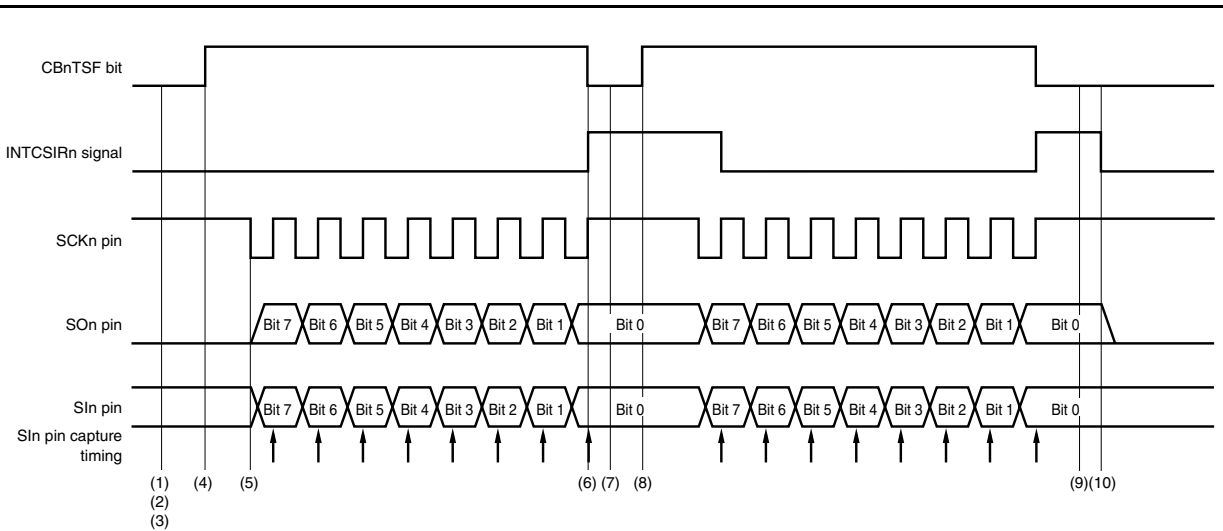 CBnTSF bit
INTCSIRn signal
SCKn pin
SOn pin
Bit 7 Bit 6 Bit 5 Bit 4 Bit 3 Bit 2 Bit 1 Bit 0 Bit 7 Bit 6 Bit 5 Bit 4 Bit 3 Bit 2 Bit 1 Bit 0
SIn pin
Bit 7 Bit 6 Bit 5 Bit 4 Bit 3 Bit 2 Bit 1 Bit 0 Bit 7 Bit 6 Bit 5 Bit 4 Bit 3 Bit 2 Bit 1 Bit 0
SIn pin capture
timing
(1) (4) (5) (6) (7) (8) (9)(10)
(2)
(3)